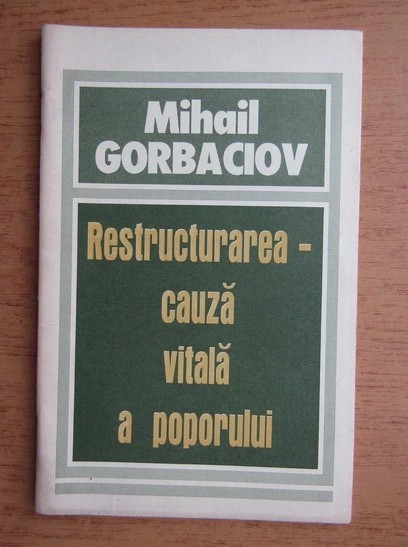 Mihail
GORBACIOV
Restructurarea -
cauză
vitală
a poporului